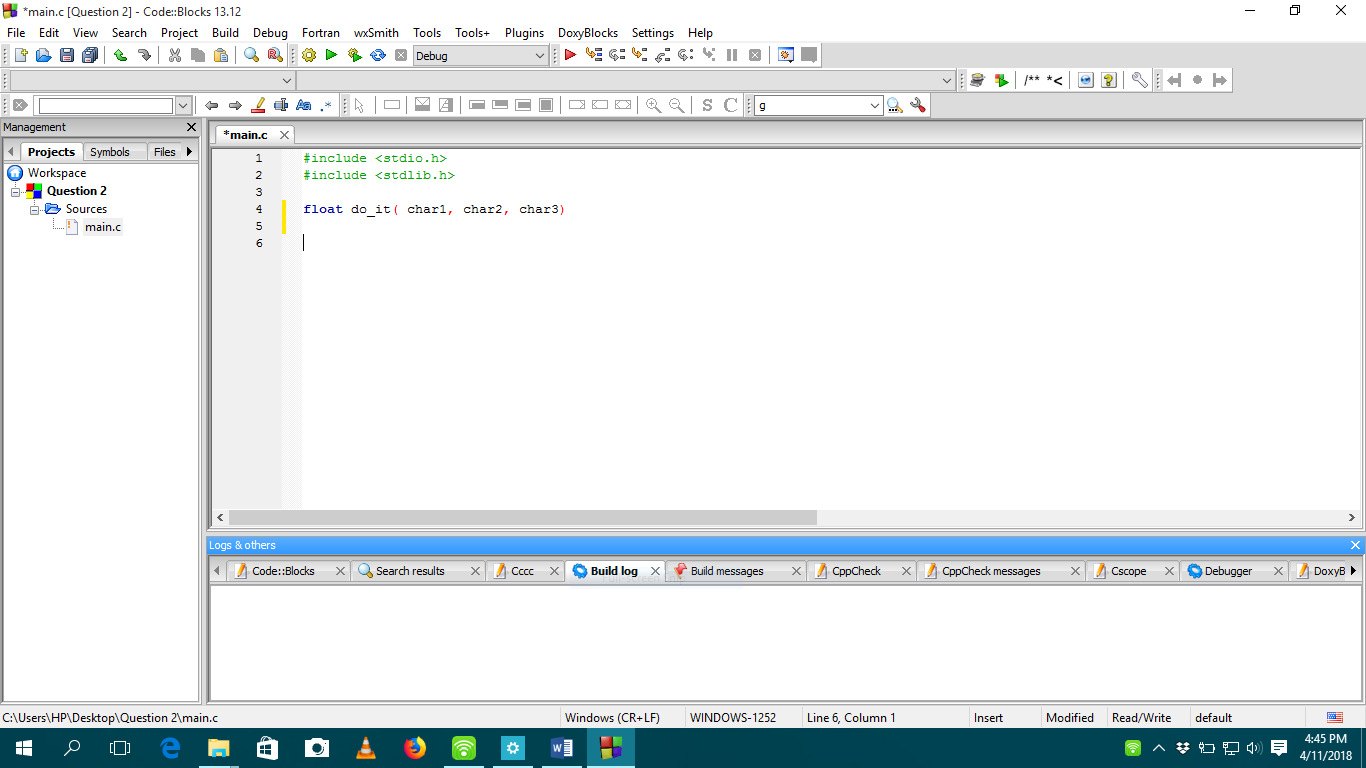 *main.c [Question 2] - Code::Blocks 13.12
File Edit View Search Project Build Debug Fortran wxSmith Tools Tools+ Plugins DoxyBlocks Settings Help
Debug
/** *<
Aa .* S C g
Management
*main.c
Projects Symbols Files
Workspace
Question 2
Sources
main.c
1 #include <stdio.h>
2 #include <stdlib.h>
3
4 float do_it( char1, char2, char3)
5
6
Logs & others
Code::Blocks Search results Cccc Build log Build messages CppCheck CppCheck messages Cscope Debugger DoxyB
C:\Users\HP\Desktop\Question 2\main.c Windows (CR+LF) WINDOWS-1252 Line 6, Column 1 Insert Modified Read/Write default
4:45 PM
4/11/2018